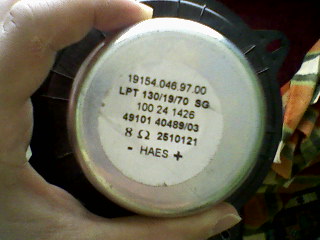 19154.046.97.00
LPT 130/19/70 SG
100 24 1426
49101 40489/03
8 Ω 2510121
- HAES +